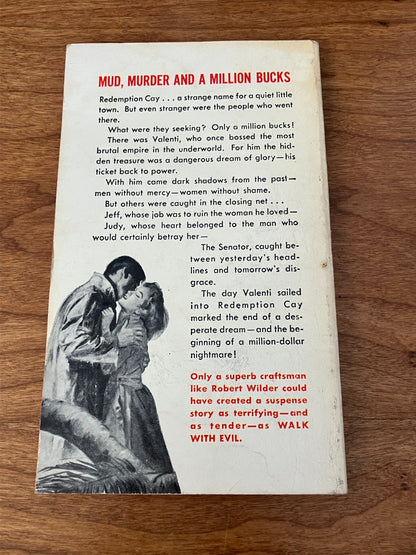 MUD, MURDER AND A MILLION BUCKS
Redemption Cay . . . a strange name for a quiet little
town. But even stranger were the people who went
there.
What were they seeking? Only a million bucks!
There was Valenti, who once bossed the most
brutal empire in the underworld. For him the hid-
den treasure was a dangerous dream of glory—his
ticket back to power.
With him came dark shadows from the past—
men without mercy—women without shame.
But others were caught in the closing net . . .
Jeff, whose job was to ruin the woman he loved—
Judy, whose heart belonged to the man who
would certainly betray her—
The Senator, caught be-
tween yesterday's head-
lines and tomorrow's dis-
grace.
The day Valenti sailed
into Redemption Cay
marked the end of a des-
perate dream—and the be-
ginning of a million-dollar
nightmare!
Only a superb craftsman
like Robert Wilder could
have created a suspense
story as terrifying—and
as tender—as WALK
WITH EVIL.